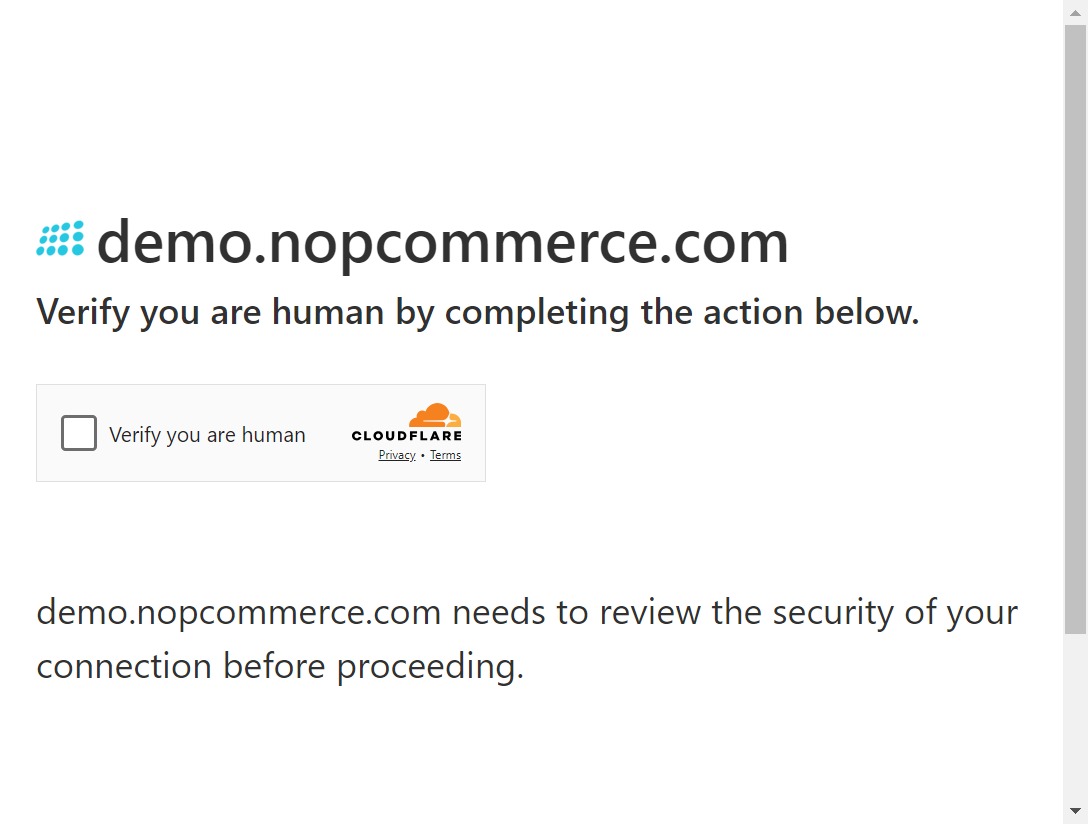 demo.nopcommerce.com
Verify you are human by completing the action below.
Verify you are human
CLOUDFLARE
Privacy • Terms
demo.nopcommerce.com needs to review the security of your
connection before proceeding.